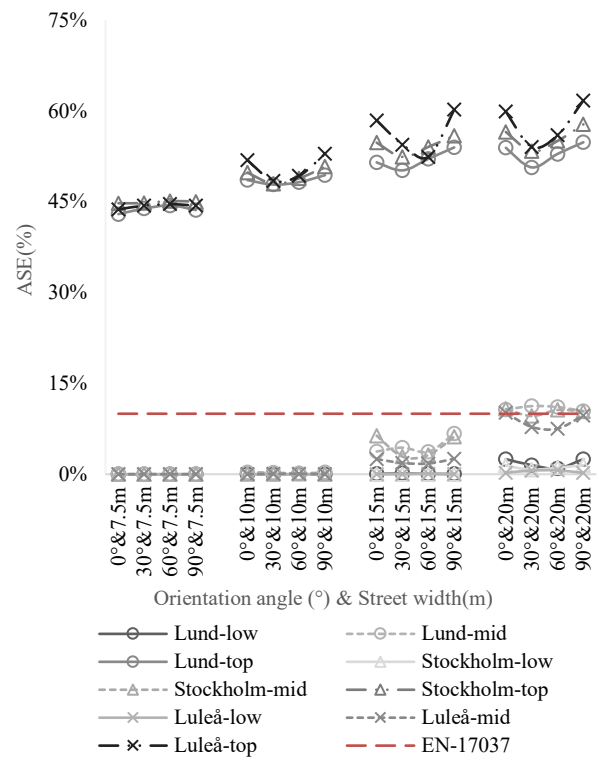 75%
60%
45%
30%
15%
0%
ASE(%)
0°&7.5m
30°&7.5m
60°&7.5m
90°&7.5m
0°&10m
30°&10m
60°&10m
90°&10m
0°&15m
30°&15m
60°&15m
90°&15m
0°&20m
30°&20m
60°&20m
90°&20m
Orientation angle (°) & Street width(m)
Lund-low
Lund-mid
Lund-top
Stockholm-low
Stockholm-mid
Stockholm-top
Luleå-low
Luleå-mid
Luleå-top
EN-17037